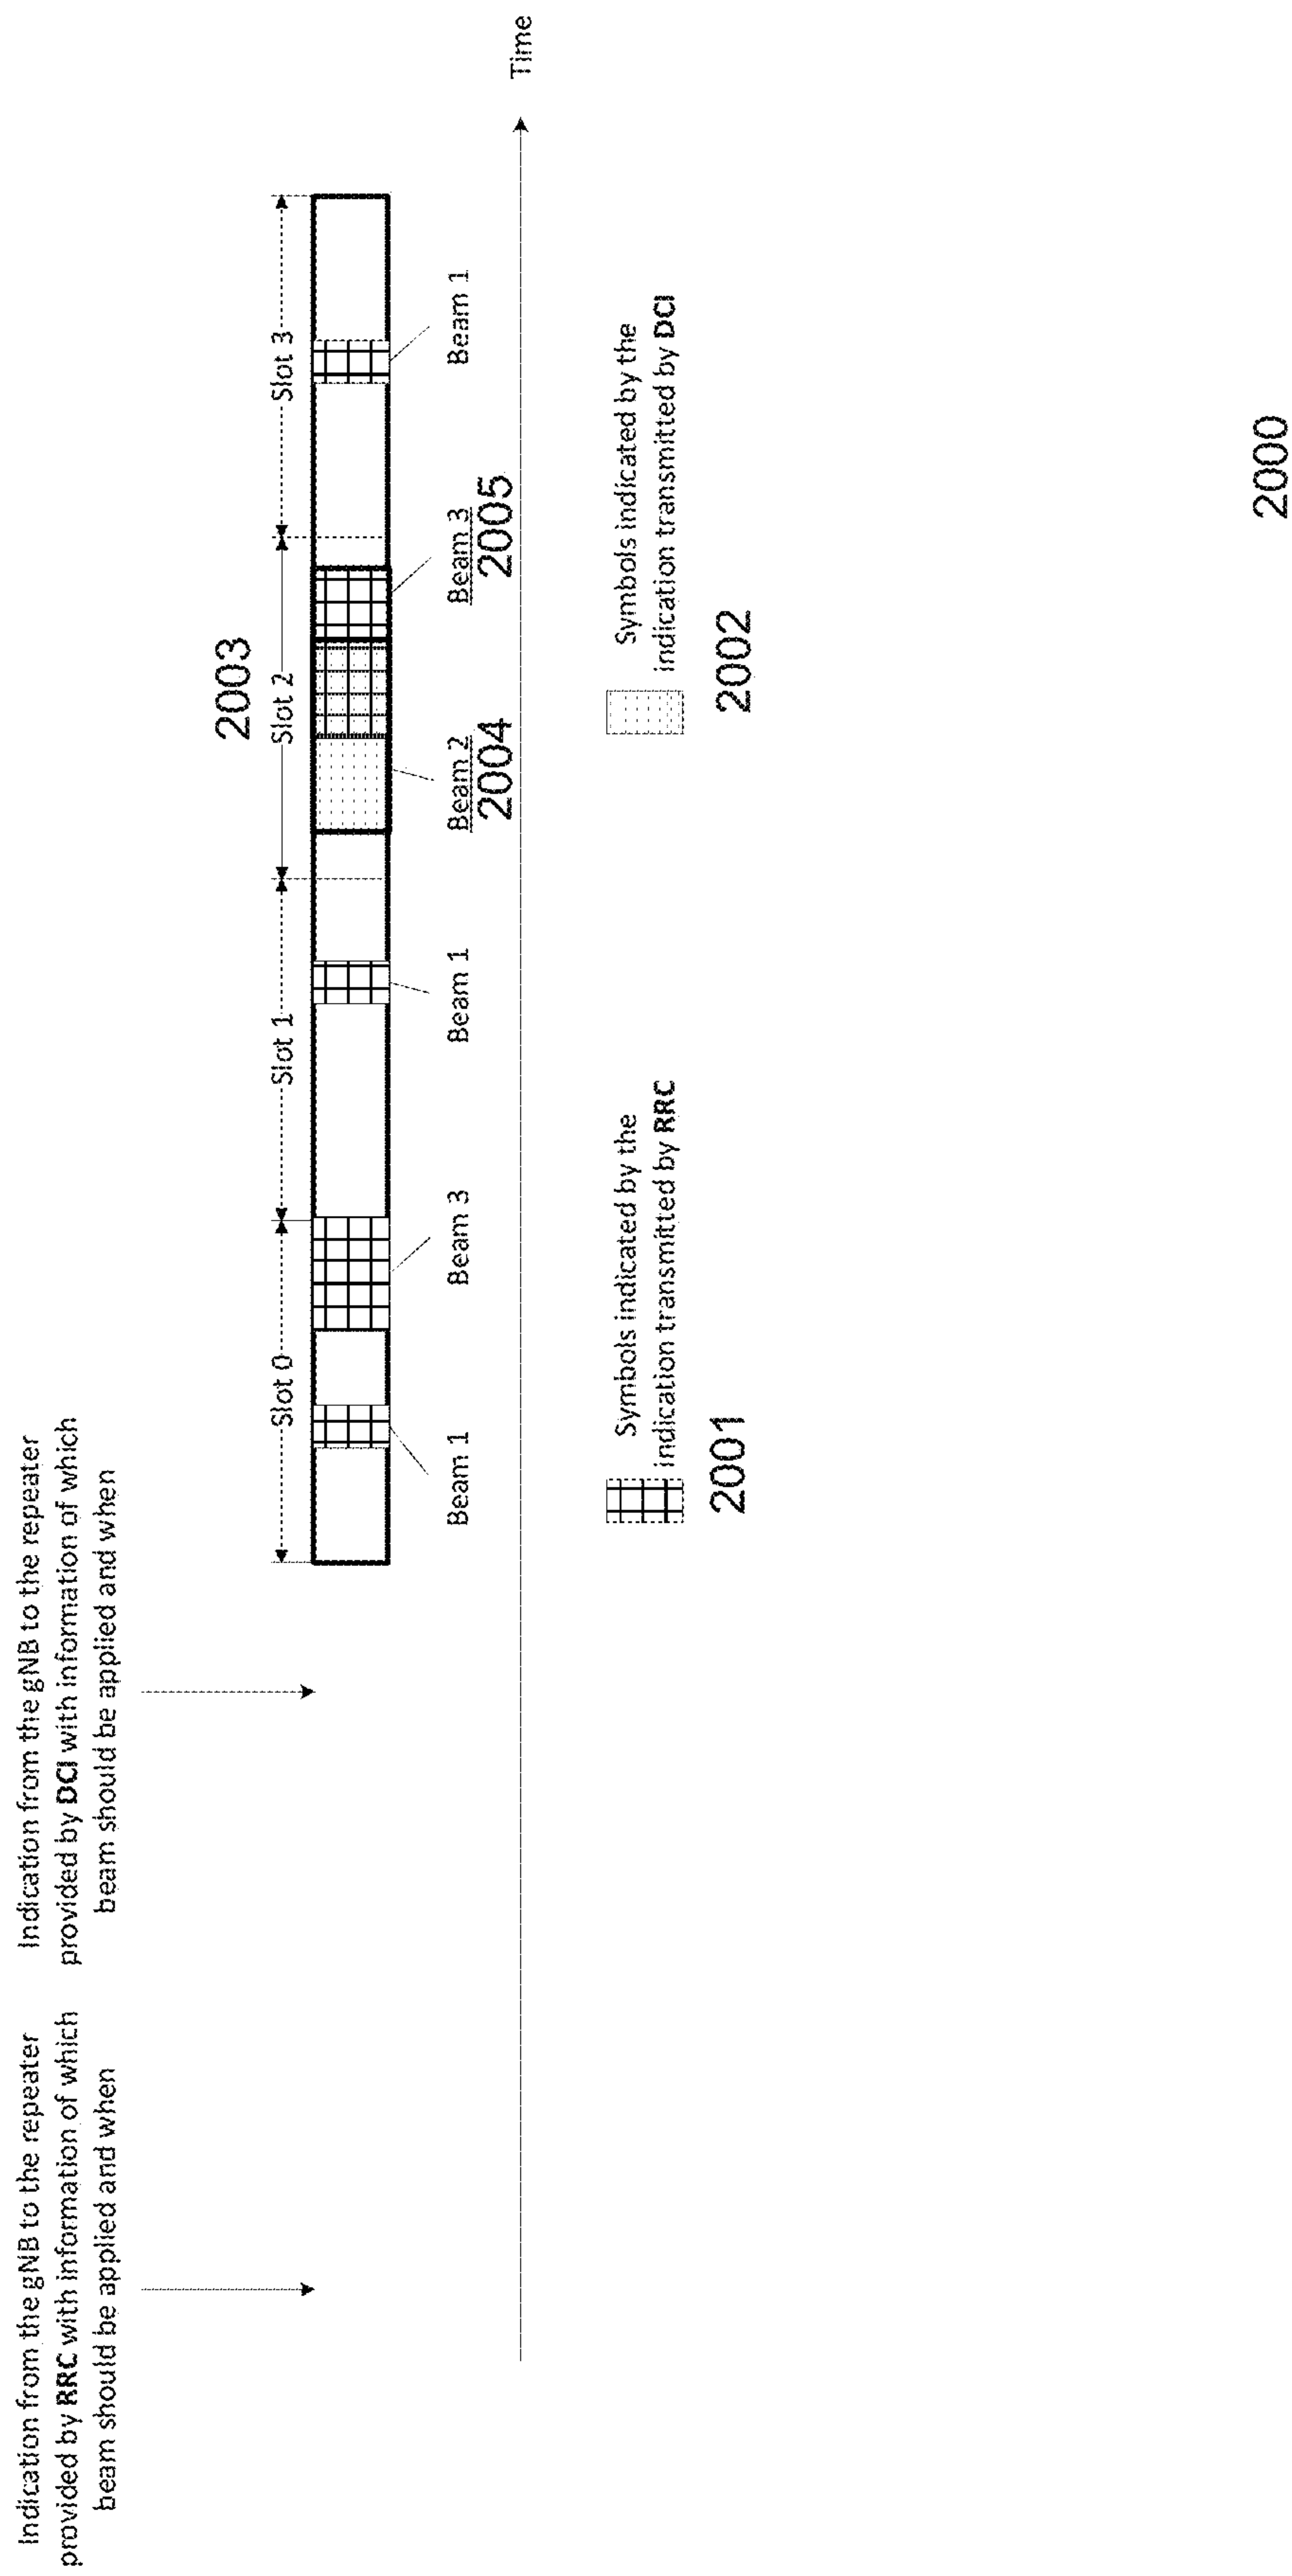 Indication from the gNB to the repeater
provided by RRC with information of which
beam should be applied and when
Indication from the gNB to the repeater
provided by DCI with information of which
beam should be applied and when
2003
Slot 0
Slot 1
Slot 2
Slot 3
Beam 1
Beam 3
Beam 1
Beam 2
2004
Beam 3
2005
Beam 1
Time
Symbols indicated by the
indication transmitted by RRC
2001
Symbols indicated by the
indication transmitted by DCI
2002
2000